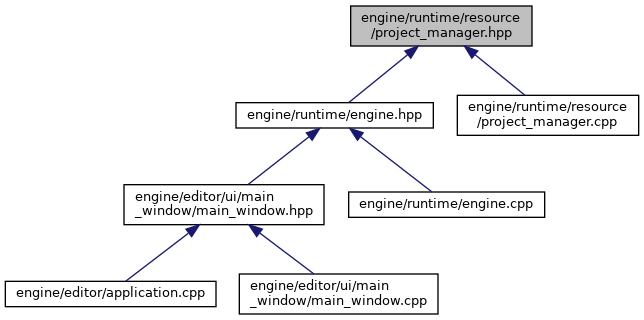 engine/runtime/resource
/project_manager.hpp
engine/runtime/engine.hpp
engine/runtime/resource
/project_manager.cpp
engine/editor/ui/main
_window/main_window.hpp
engine/runtime/engine.cpp
engine/editor/application.cpp
engine/editor/ui/main
_window/main_window.cpp